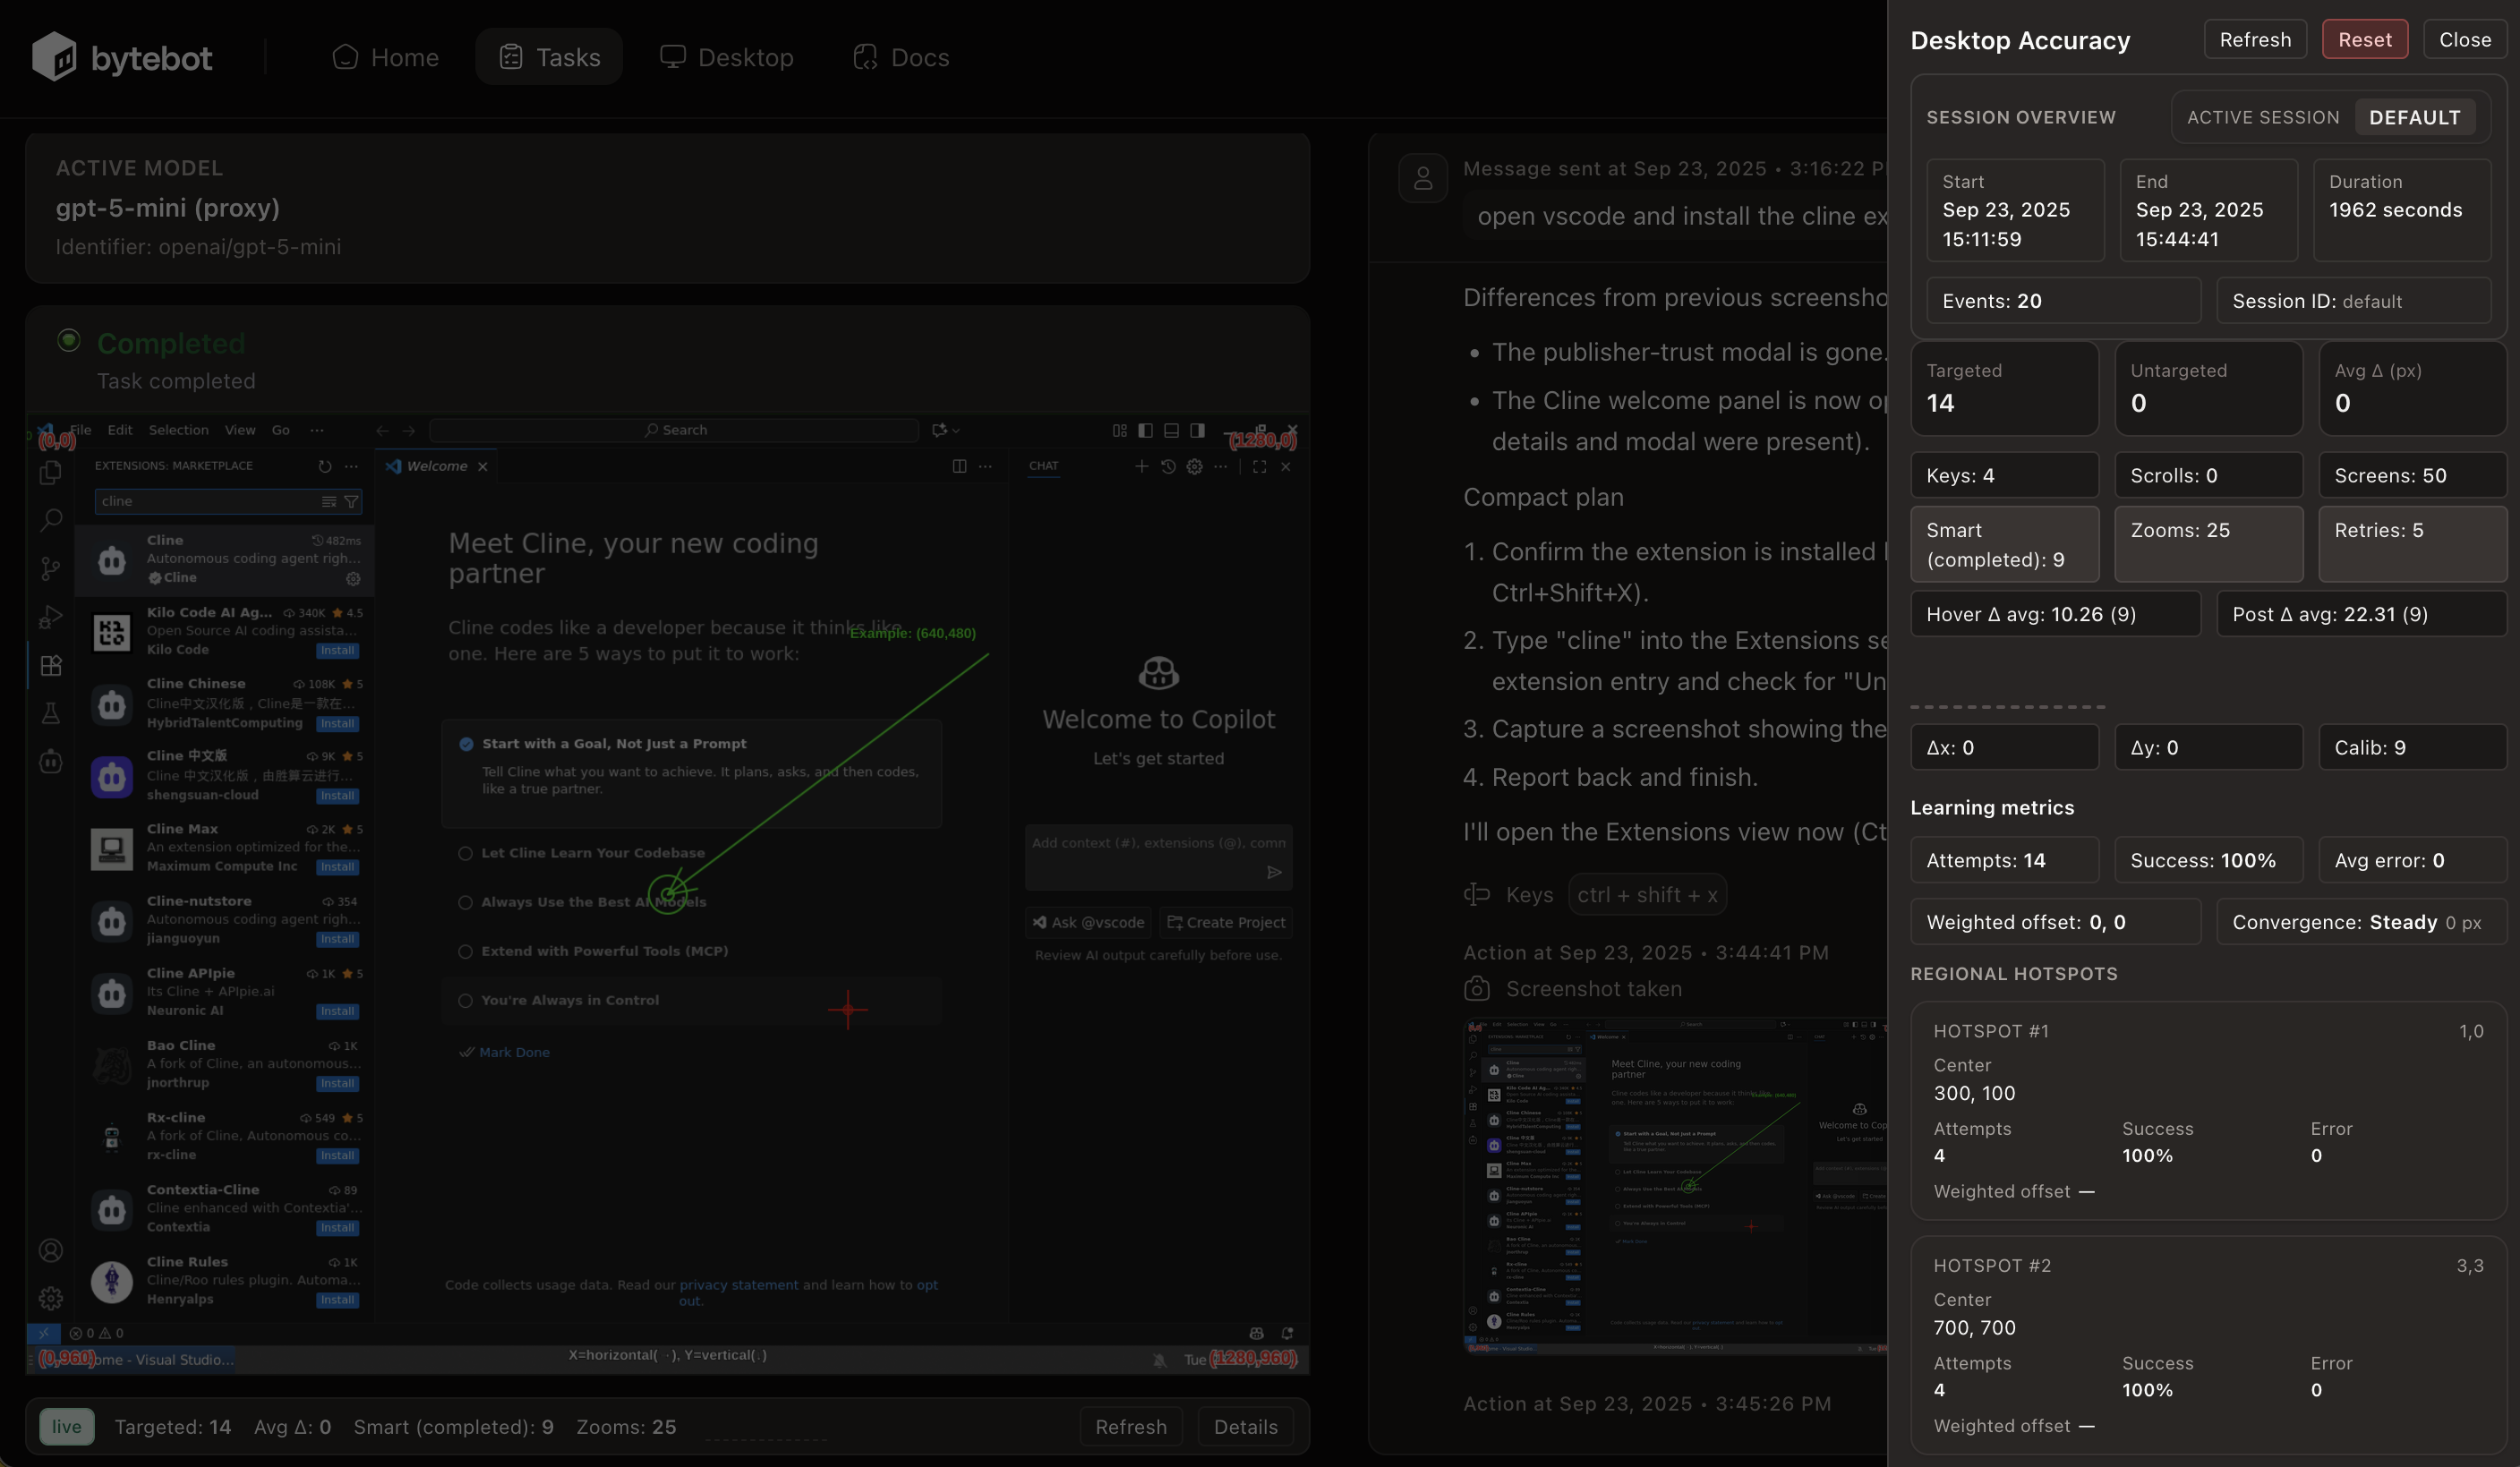 bytebot
Home
Tasks
Desktop
Docs
ACTIVE MODEL
gpt-5-mini (proxy)
Identifier: openai/gpt-5-mini
Completed
Task completed
(0,0)
File Edit Selection View Go ···
Search
(1280,0)
EXTENSIONS: MARKETPLACE
cline
Cline 482ms
Autonomous coding agent righ...
Cline
Kilo Code AI Ag... 340K 4.5
Open Source AI coding assista...
Kilo Code Install
Cline Chinese 108K 5
Cline中文汉化版，Cline是一款在...
HybridTalentComputing Install
Cline 中文版 9K 5
Cline 中文汉化版，由胜算云进行...
shengsuan-cloud Install
Cline Max 2K 5
An extension optimized for the...
Maximum Compute Inc Install
Cline-nutstore 354
Autonomous coding agent righ...
jianguoyun Install
Cline APIpie 1K 5
Its Cline + APIpie.ai
Neuronic AI Install
Bao Cline 1K
A fork of Cline, an autonomous...
jnorthrup Install
Rx-cline 549 5
A fork of Cline, Autonomous co...
rx-cline Install
Contextia-Cline 89
Cline enhanced with Contextia'...
Contextia Install
Cline Rules 1K
Cline/Roo rules plugin. Automa...
Henryalps Install
Welcome
Meet Cline, your new coding
partner
Cline codes like a developer because it thinks like
one. Here are 5 ways to put it to work:
Example: (640,480)
Start with a Goal, Not Just a Prompt
Tell Cline what you want to achieve. It plans, asks, and then codes,
like a true partner.
Let Cline Learn Your Codebase
Always Use the Best AI Models
Extend with Powerful Tools (MCP)
You're Always in Control
Mark Done
Code collects usage data. Read our privacy statement and learn how to opt
out.
CHAT
Welcome to Copilot
Let's get started
Add context (#), extensions (@), comm
Ask @vscode
Create Project
Review AI output carefully before use.
0 0
(0,960)
ome - Visual Studio...
X=horizontal( ), Y=vertical( )
Tue
(1280,960)
live
Targeted: 14
Avg Δ: 0
Smart (completed): 9
Zooms: 25
Refresh
Details
Message sent at Sep 23, 2025 • 3:16:22 P
open vscode and install the cline ex
Differences from previous screensho
• The publisher-trust modal is gone.
• The Cline welcome panel is now o
details and modal were present).
Compact plan
1. Confirm the extension is installed
Ctrl+Shift+X).
2. Type "cline" into the Extensions se
extension entry and check for "Un
3. Capture a screenshot showing the
4. Report back and finish.
I'll open the Extensions view now (Ct
Keys ctrl + shift + x
Action at Sep 23, 2025 • 3:44:41 PM
Screenshot taken
Meet Cline, your new coding
partner
Welcome to Cop
Let's get started
Action at Sep 23, 2025 • 3:45:26 PM
Desktop Accuracy
Refresh
Reset
Close
SESSION OVERVIEW
ACTIVE SESSION DEFAULT
Start
Sep 23, 2025
15:11:59
End
Sep 23, 2025
15:44:41
Duration
1962 seconds
Events: 20
Session ID: default
Targeted
14
Untargeted
0
Avg Δ (px)
0
Keys: 4
Scrolls: 0
Screens: 50
Smart
(completed): 9
Zooms: 25
Retries: 5
Hover Δ avg: 10.26 (9)
Post Δ avg: 22.31 (9)
Δx: 0
Δy: 0
Calib: 9
Learning metrics
Attempts: 14
Success: 100%
Avg error: 0
Weighted offset: 0, 0
Convergence: Steady 0 px
REGIONAL HOTSPOTS
HOTSPOT #1 1,0
Center
300, 100
Attempts Success Error
4 100% 0
Weighted offset —
HOTSPOT #2 3,3
Center
700, 700
Attempts Success Error
4 100% 0
Weighted offset —